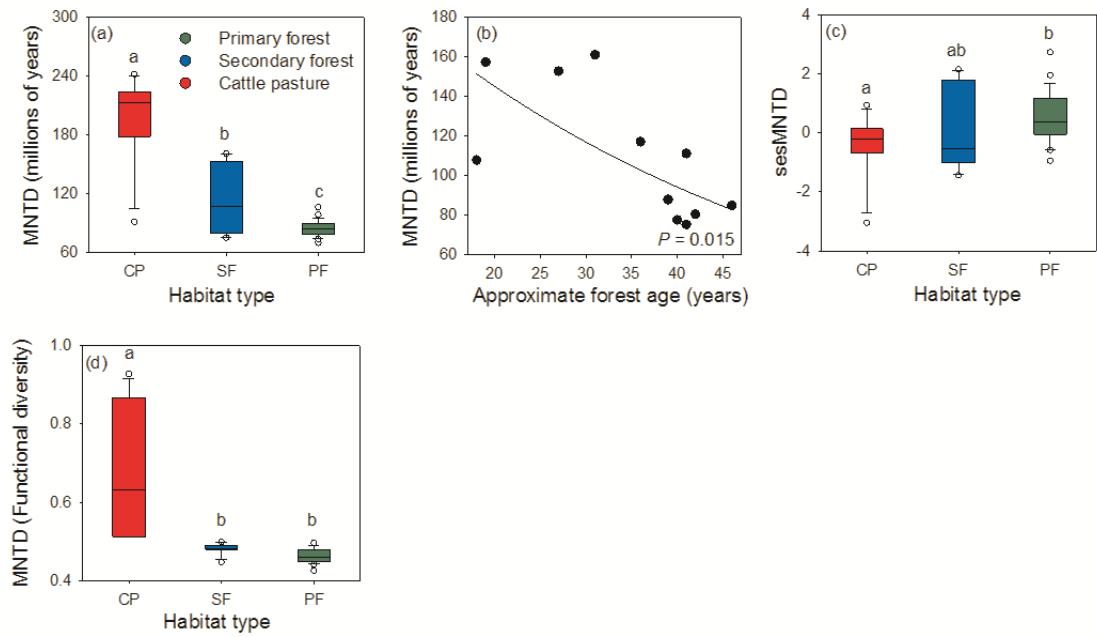 (a)
MNTD (millions of years)
300
240
180
120
60
Primary forest
Secondary forest
Cattle pasture
a
b
c
CP SF PF
Habitat type
(b)
MNTD (millions of years)
180
160
140
120
100
80
60
P = 0.015
20 25 30 35 40 45
Approximate forest age (years)
(c)
sesMNTD
4
2
0
-2
-4
a
ab
b
CP SF PF
Habitat type
(d)
MNTD (Functional diversity)
1.0
0.8
0.6
0.4
a
b
b
CP SF PF
Habitat type